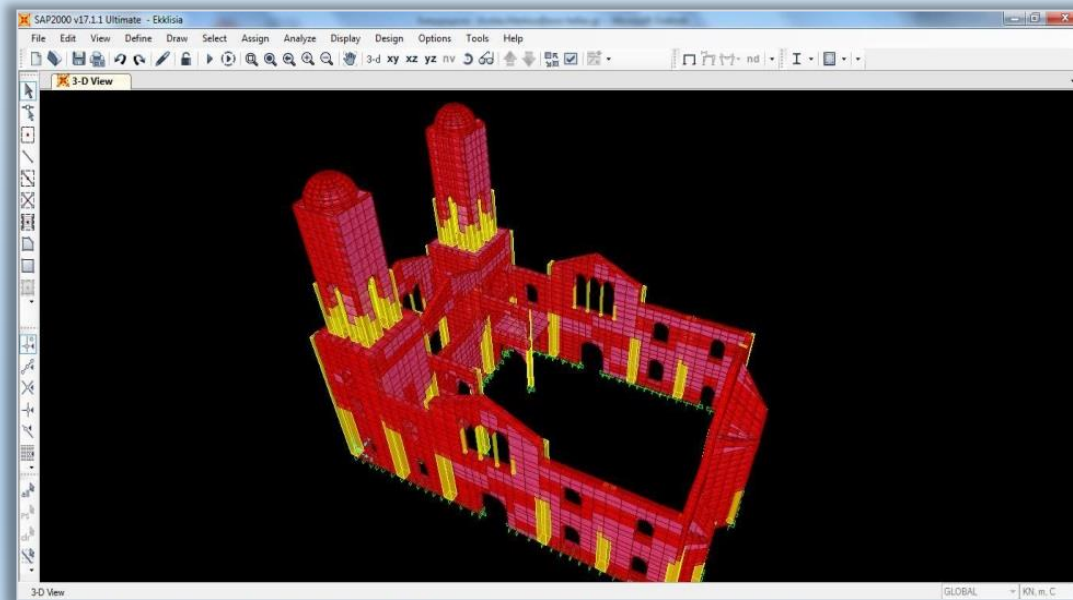 SAP2000 v17.1.1 Ultimate - Ekklisia
File Edit View Define Draw Select Assign Analyze Display Design Options Tools Help
3-d xy xz yz nv nd
3-D View
3-D View GLOBAL KN, m, C